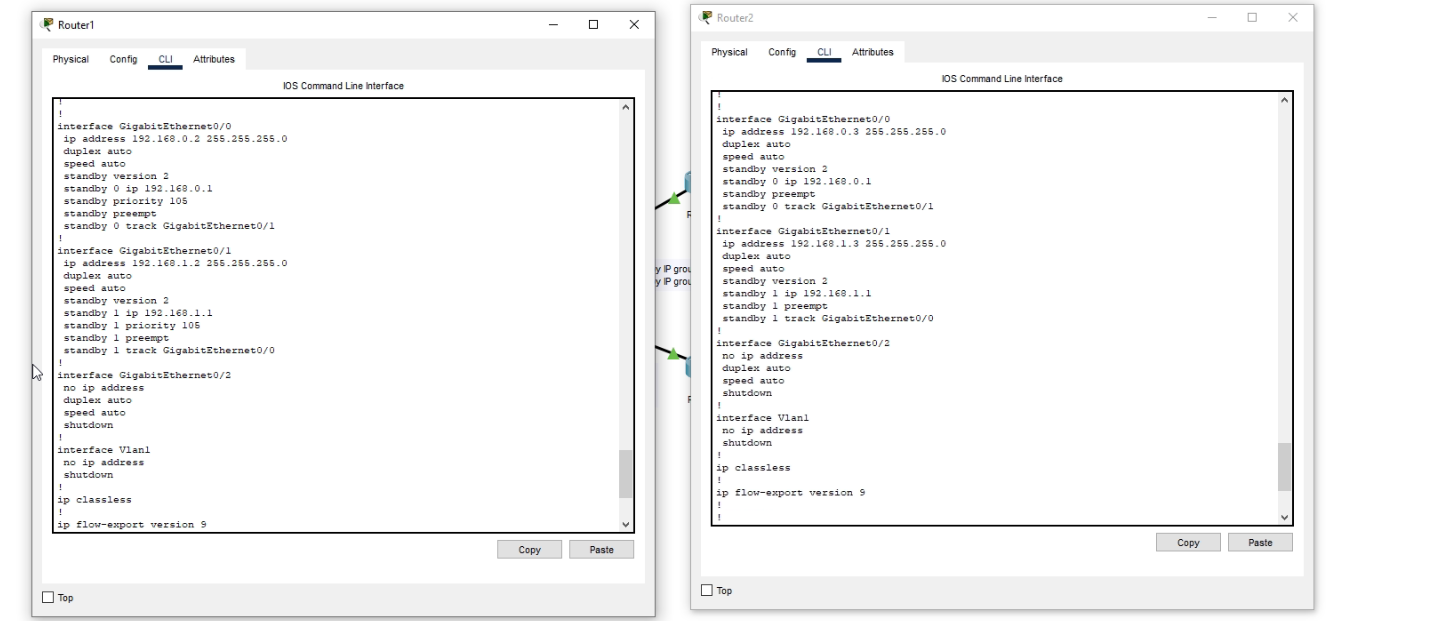 Router1
Physical Config CLI Attributes
IOS Command Line Interface
!
!
interface GigabitEthernet0/0
ip address 192.168.0.2 255.255.255.0
duplex auto
speed auto
standby version 2
standby 0 ip 192.168.0.1
standby priority 105
standby preempt
standby 0 track GigabitEthernet0/1
!
interface GigabitEthernet0/1
ip address 192.168.1.2 255.255.255.0
duplex auto
speed auto
standby version 2
standby 1 ip 192.168.1.1
standby 1 priority 105
standby 1 preempt
standby 1 track GigabitEthernet0/0
!
interface GigabitEthernet0/2
no ip address
duplex auto
speed auto
shutdown
!
interface Vlan1
no ip address
shutdown
!
ip classless
!
ip flow-export version 9
Copy Paste
Top
y IP grou
y IP grou
Router2
Physical Config CLI Attributes
IOS Command Line Interface
!
!
interface GigabitEthernet0/0
ip address 192.168.0.3 255.255.255.0
duplex auto
speed auto
standby version 2
standby 0 ip 192.168.0.1
standby preempt
standby 0 track GigabitEthernet0/1
!
interface GigabitEthernet0/1
ip address 192.168.1.3 255.255.255.0
duplex auto
speed auto
standby version 2
standby 1 ip 192.168.1.1
standby 1 preempt
standby 1 track GigabitEthernet0/0
!
interface GigabitEthernet0/2
no ip address
duplex auto
speed auto
shutdown
!
interface Vlan1
no ip address
shutdown
!
ip classless
!
ip flow-export version 9
!
!
Copy Paste
Top